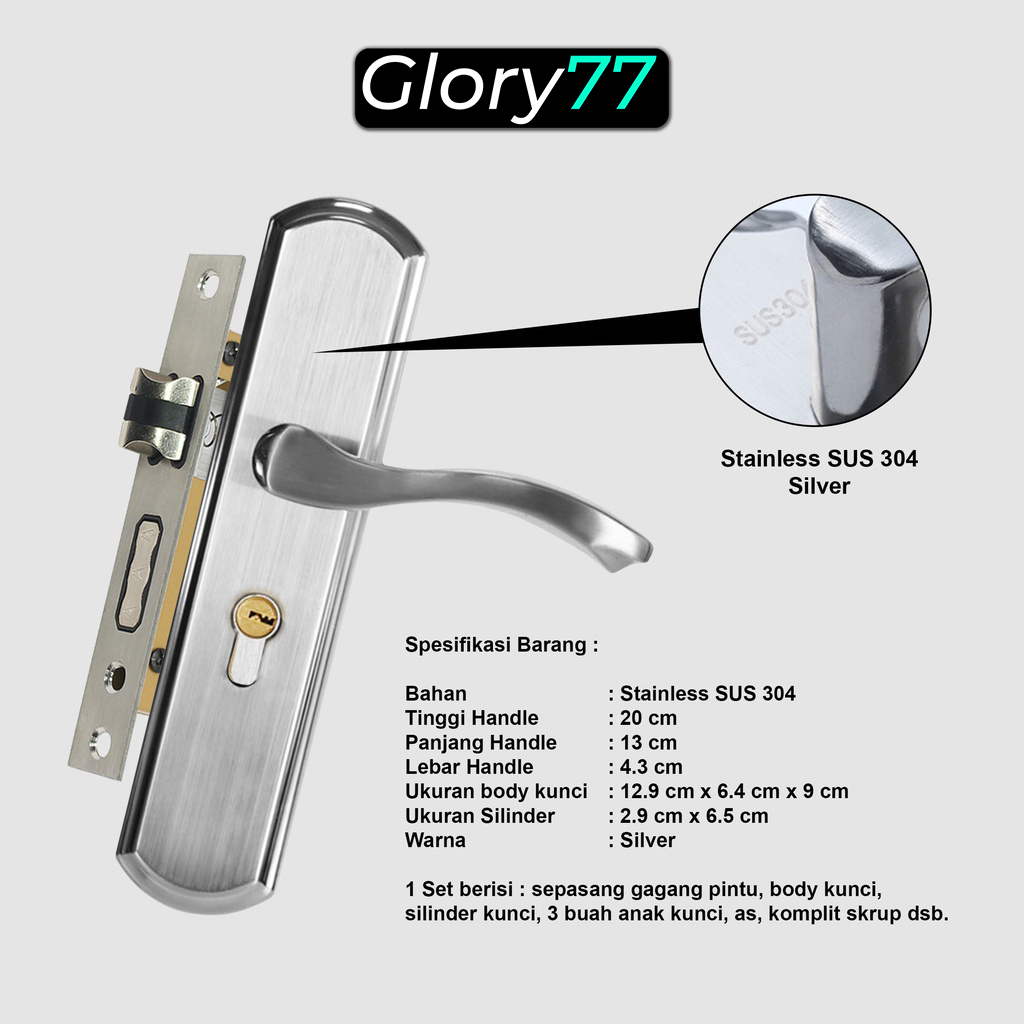 Glory77
SUS304
Stainless SUS 304
Silver
Spesifikasi Barang :
Bahan : Stainless SUS 304
Tinggi Handle : 20 cm
Panjang Handle : 13 cm
Lebar Handle : 4.3 cm
Ukuran body kunci : 12.9 cm x 6.4 cm x 9 cm
Ukuran Silinder : 2.9 cm x 6.5 cm
Warna : Silver
1 Set berisi : sepasang gagang pintu, body kunci,
silinder kunci, 3 buah anak kunci, as, komplit skrup dsb.